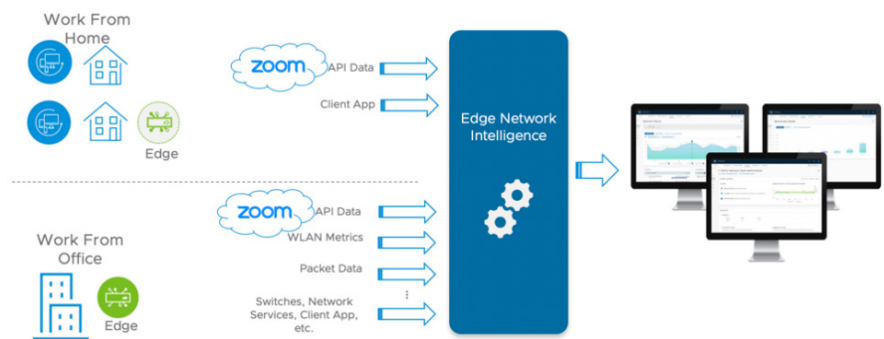 Work From
Home
zoom
API Data
Client App
Edge
Edge Network
Intelligence
zoom
API Data
WLAN Metrics
Work From
Office
Packet Data
Edge
Switches, Network
Services, Client App,
etc.